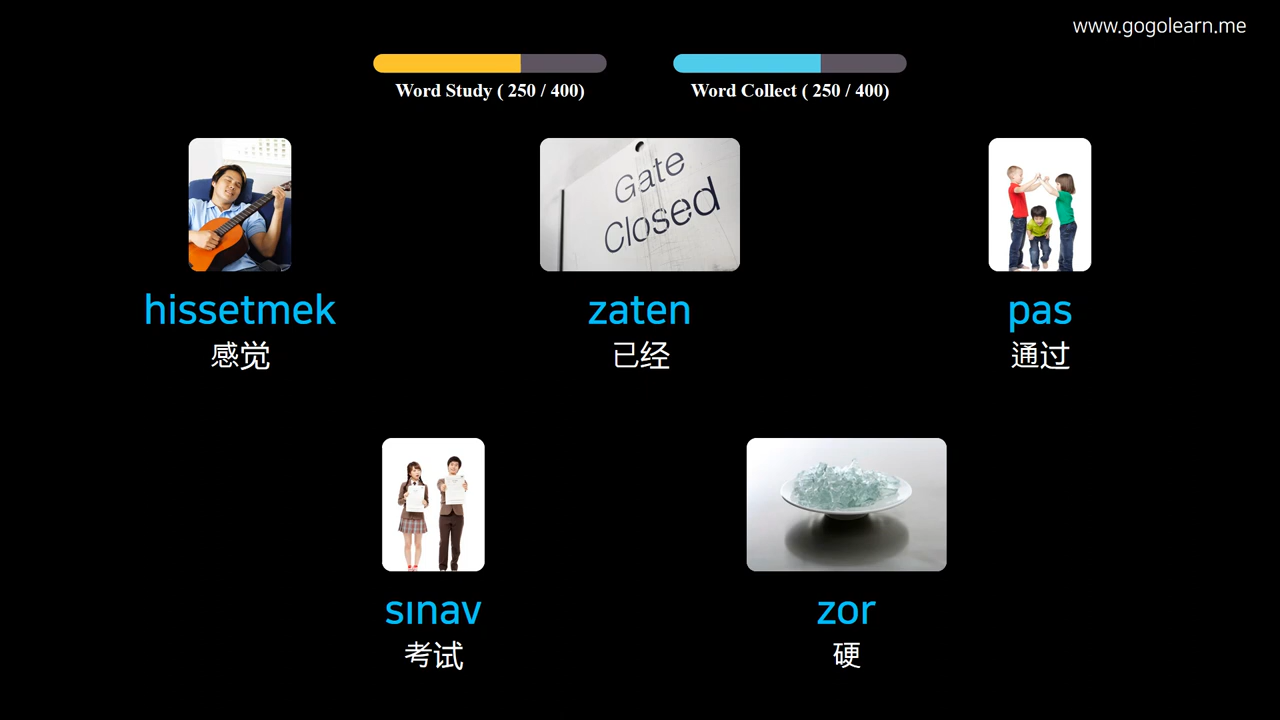 www.gogolearn.me
Word Study ( 250 / 400)
Word Collect ( 250 / 400)
Gate
Closed
hissetmek
感觉
zaten
已经
pas
通过
sınav
考试
zor
硬